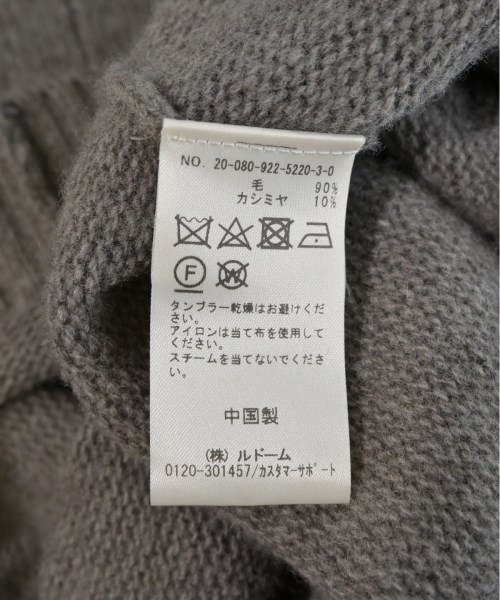 NO. 20-080-922-5220-3-0
毛 90%
カシミヤ 10%
F W
タンブラー乾燥はお避けくだ
さい。
アイロンは当て布を使用して
ください。
スチームを当てないでくださ
い。
中国製
(株) ルドーム
0120-301457/カスタマーサポート